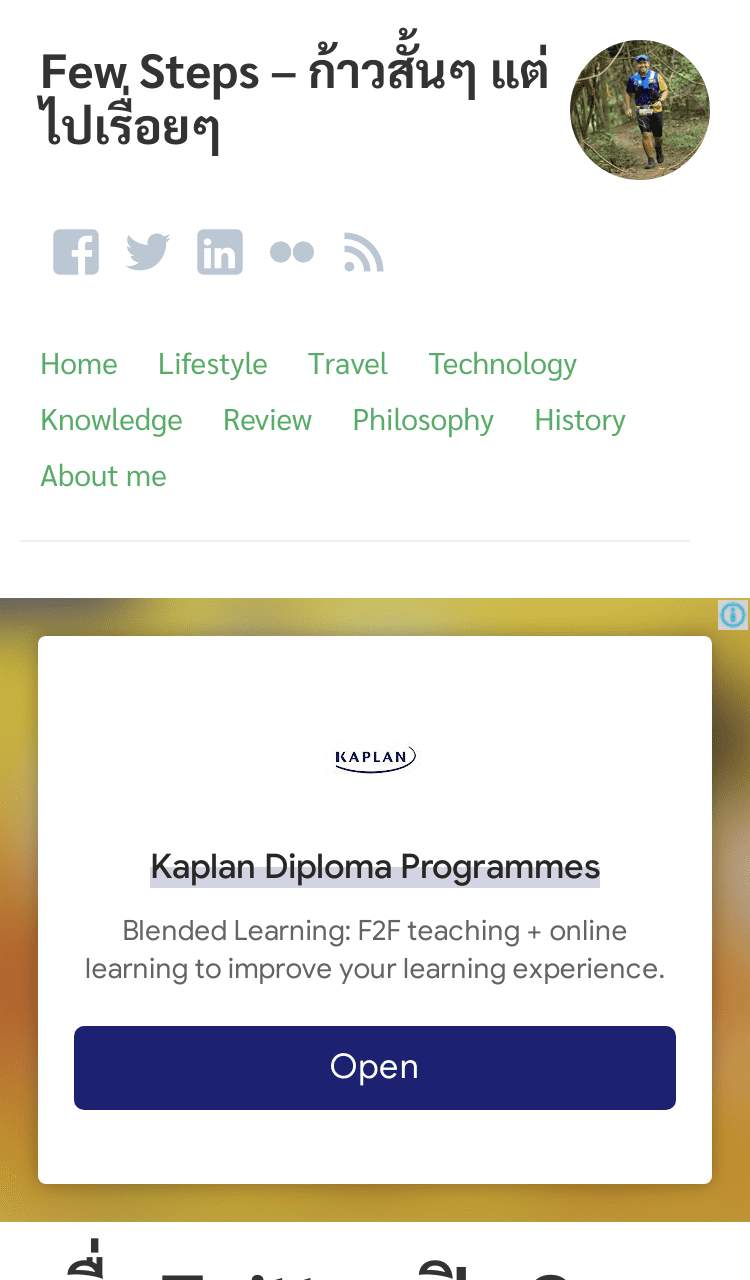 Few Steps – ก้าวสั้นๆ แต่
ไปเรื่อยๆ
Home Lifestyle Travel Technology
Knowledge Review Philosophy History
About me
KAPLAN
Kaplan Diploma Programmes
Blended Learning: F2F teaching + online
learning to improve your learning experience.
Open